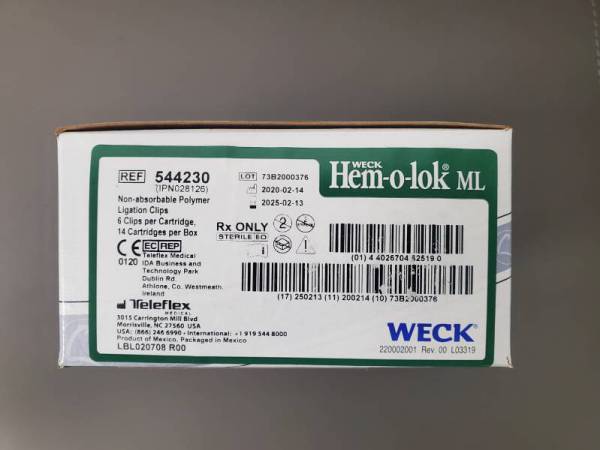 REF 544230
(IPN028126)
Non-absorbable Polymer
Ligation Clips
6 Clips per Cartridge,
14 Cartridges per Box
CE EC REP
0120 Teleflex Medical
IDA Business and
Technology Park
Dublin Rd.
Athlone, Co. Westmeath,
Ireland
Teleflex
MEDICAL
3015 Carrington Mill Blvd
Morrisville, NC 27560 USA
USA: (866) 246 6990 • International: +1 919 544 8000
Product of Mexico, Packaged in Mexico
LBL020708 R00
LOT 73B2000376
2020-02-14
2025-02-13
Rx ONLY
STERILE EO
2
i
WECK
Hem-o-lok® ML
(01) 4 4026704 62519 0
(17) 250213 (11) 200214 (10) 73B2000376
WECK
220002001 Rev. 00 L03319